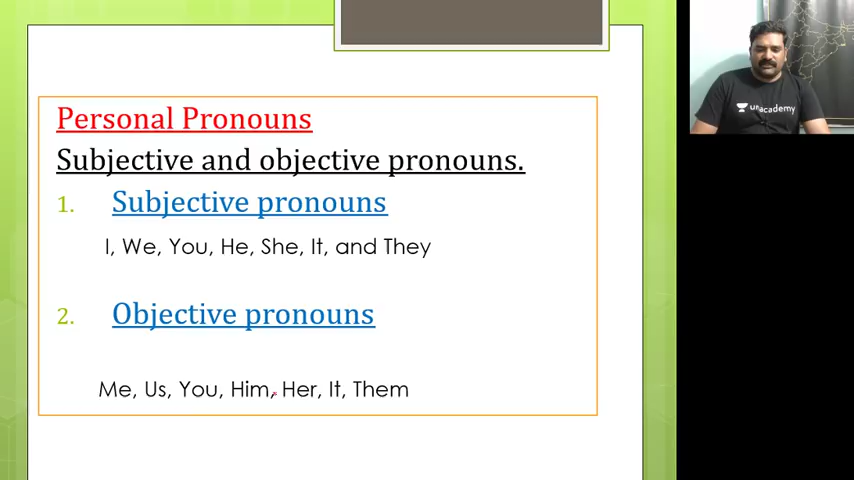 Personal Pronouns
Subjective and objective pronouns.
1. Subjective pronouns
I, We, You, He, She, It, and They
2. Objective pronouns
Me, Us, You, Him, Her, It, Them
unacademy